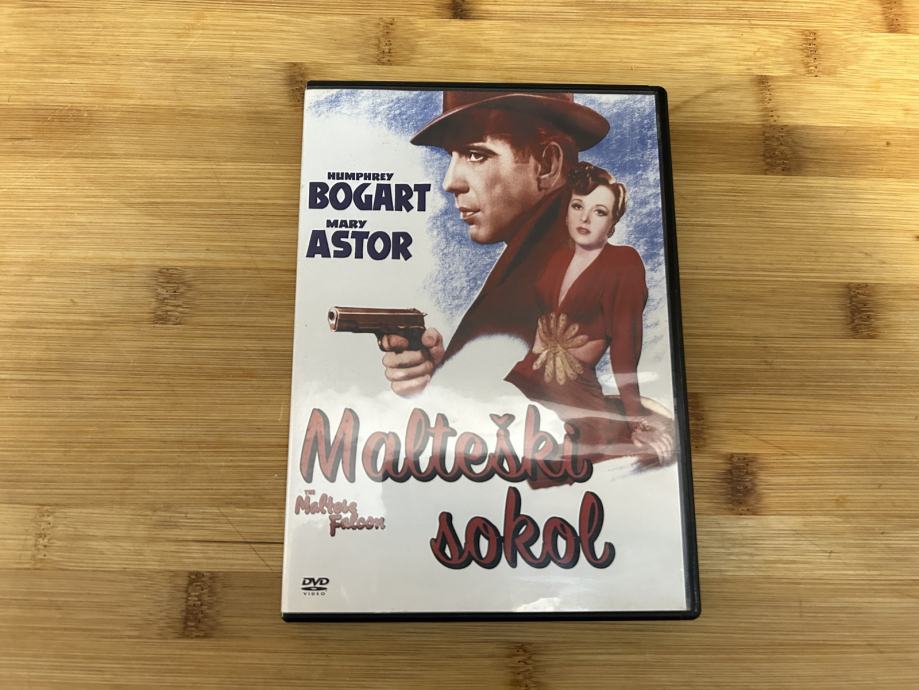 HUMPHREY
BOGART
MARY
ASTOR
Malteški
THE
Maltese
Falcon
sokol
DVD
VIDEO